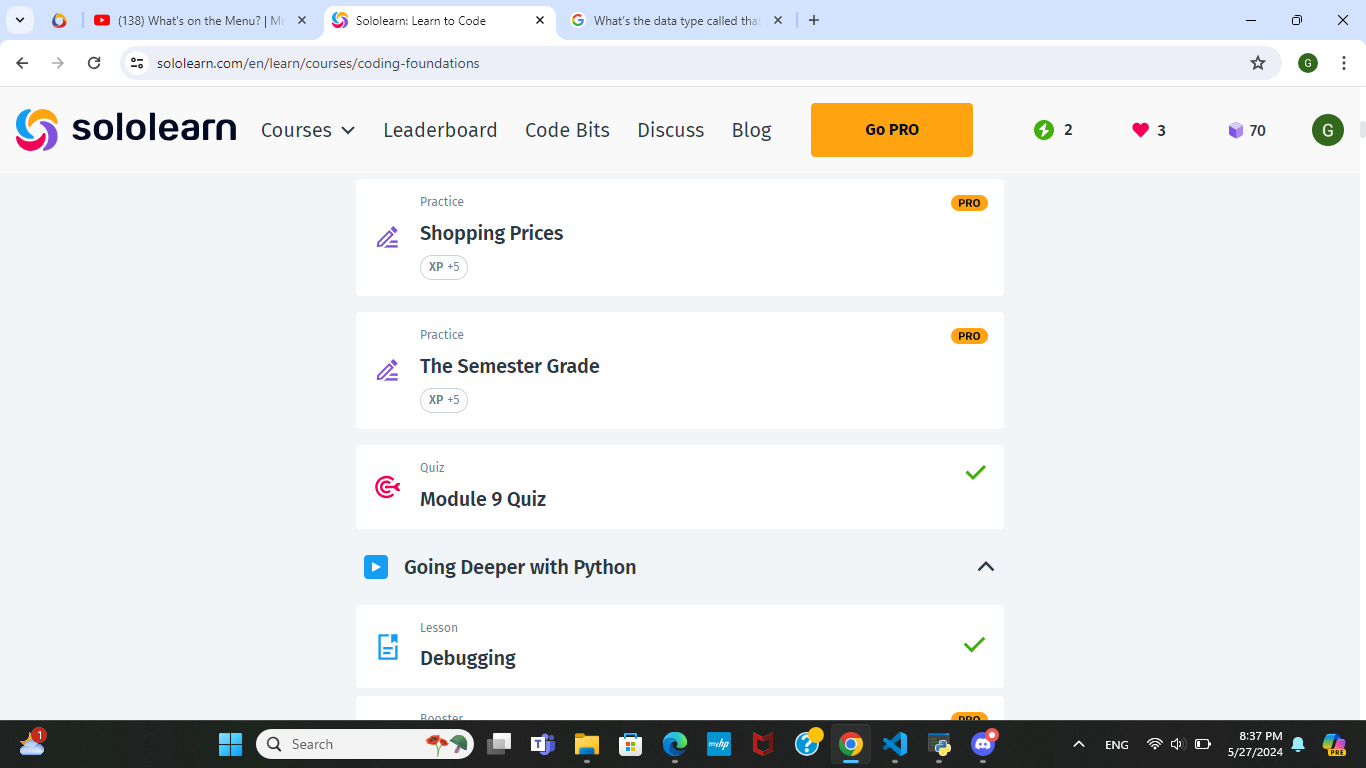 (138) What's on the Menu? | Mr
Sololearn: Learn to Code
What's the data type called that
sololearn.com/en/learn/courses/coding-foundations
G
sololearn
Courses
Leaderboard
Code Bits
Discuss
Blog
Go PRO
2
3
70
G
Practice
PRO
Shopping Prices
XP +5
Practice
PRO
The Semester Grade
XP +5
Quiz
Module 9 Quiz
Going Deeper with Python
Lesson
Debugging
Booster
PRO
1
Search
T
myhp
?
ENG
8:37 PM
5/27/2024
PRE